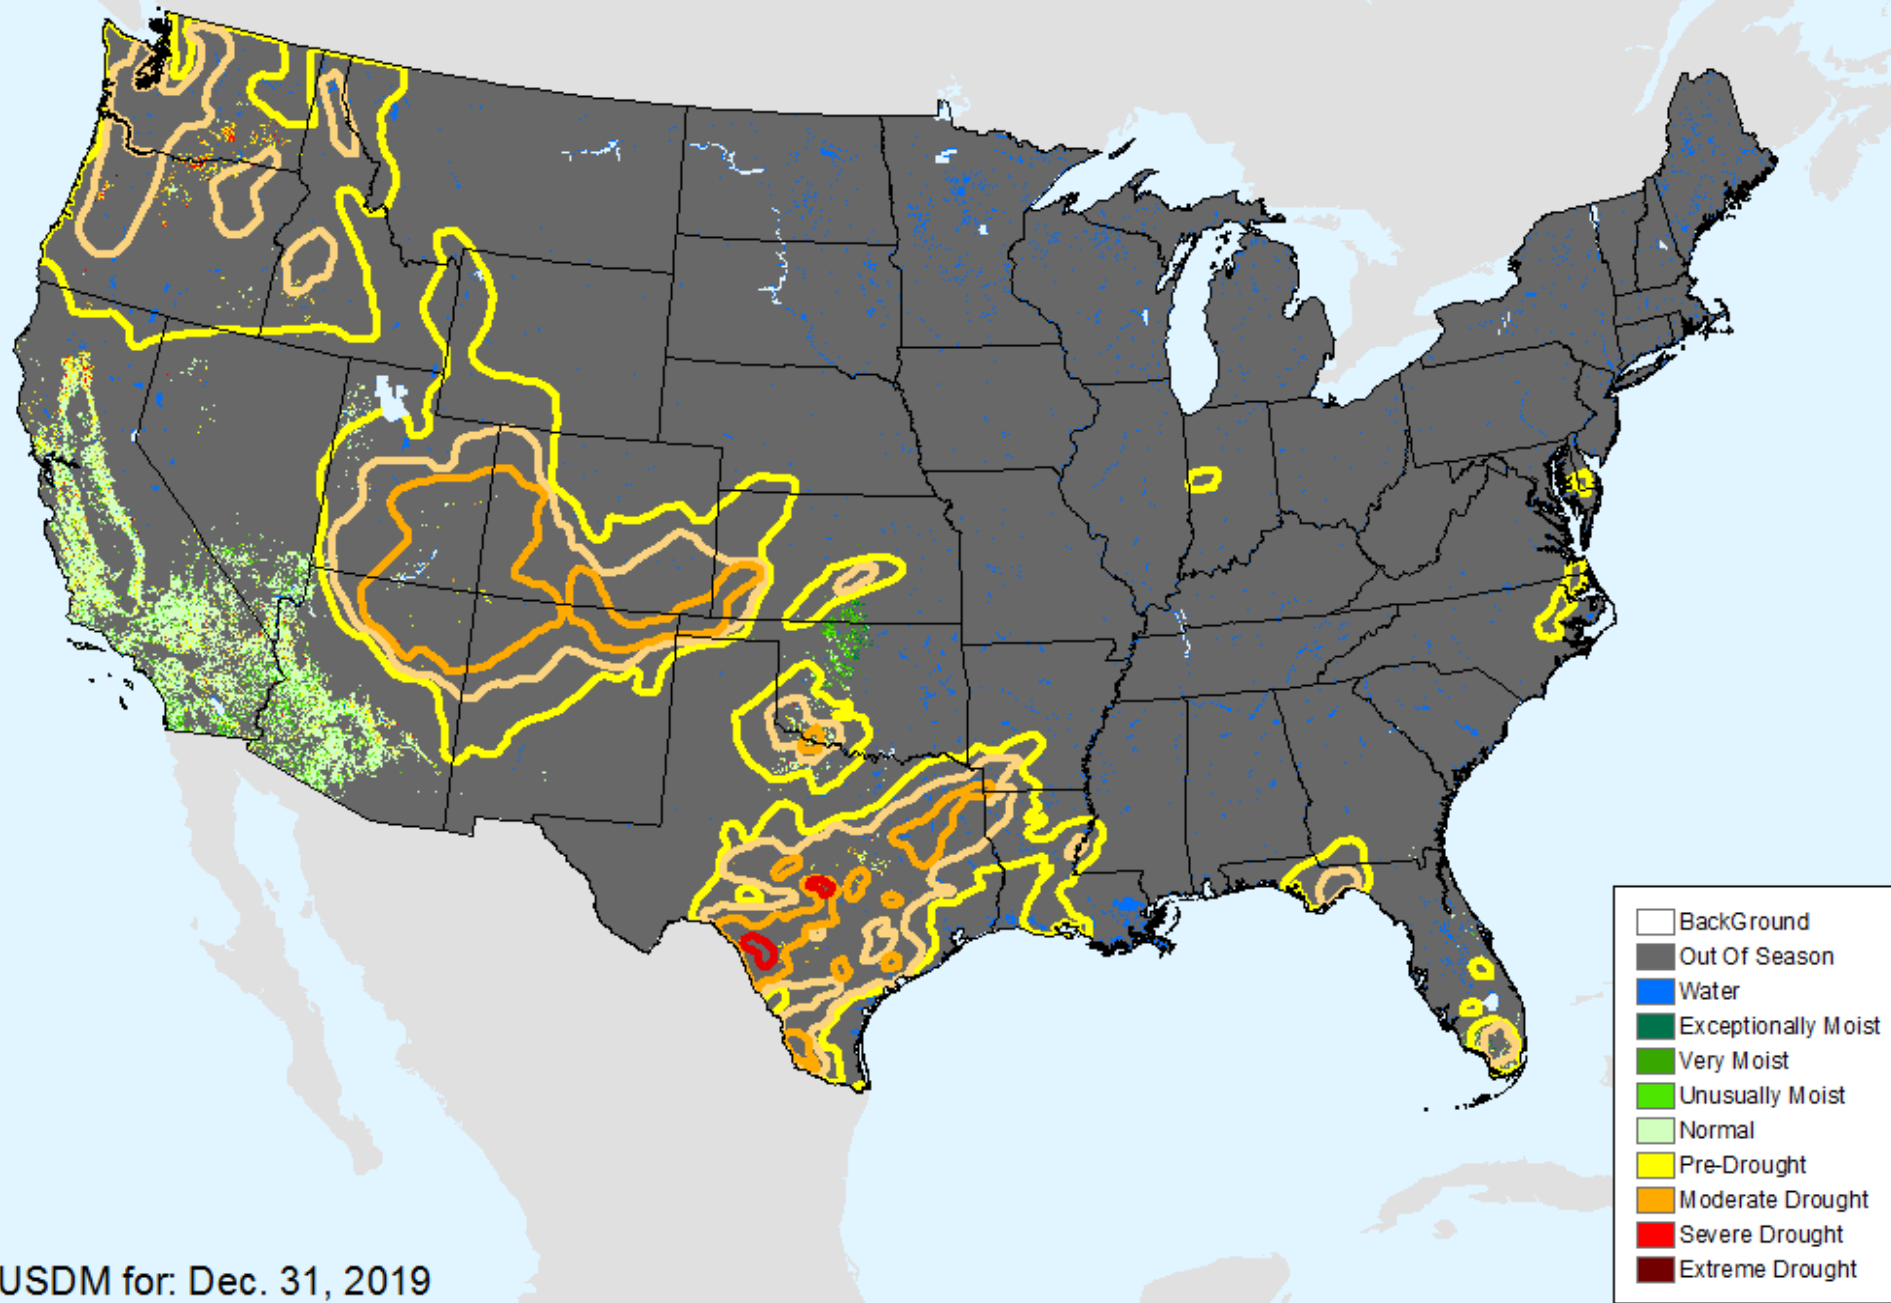 BackGround
Out Of Season
Water
Exceptionally Moist
Very Moist
Unusually Moist
Normal
Pre-Drought
Moderate Drought
Severe Drought
Extreme Drought
USDM for: Dec. 31, 2019